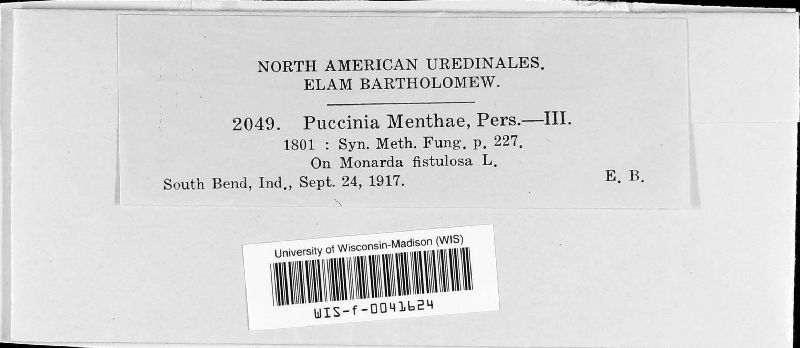 NORTH AMERICAN UREDINALES.
ELAM BARTHOLOMEW.
2049. Puccinia Menthae, Pers.—III.
1801 : Syn. Meth. Fung. p. 227.
On Monarda fistulosa L.
South Bend, Ind., Sept. 24, 1917. E. B.
University of Wisconsin-Madison (WIS)
WIS-f-0041624